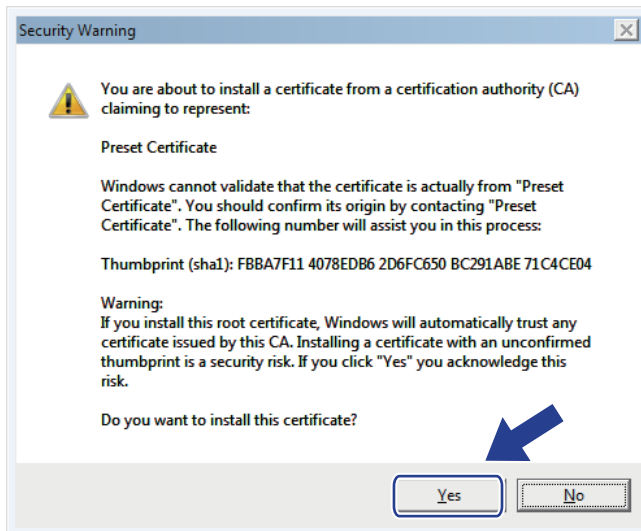 Security Warning
You are about to install a certificate from a certification authority (CA)
claiming to represent:
Preset Certificate
Windows cannot validate that the certificate is actually from "Preset
Certificate". You should confirm its origin by contacting "Preset
Certificate". The following number will assist you in this process:
Thumbprint (sha1): FBBA7F11 4078EDB6 2D6FC650 BC291ABE 71C4CE04
Warning:
If you install this root certificate, Windows will automatically trust any
certificate issued by this CA. Installing a certificate with an unconfirmed
thumbprint is a security risk. If you click "Yes" you acknowledge this
risk.
Do you want to install this certificate?
Yes No